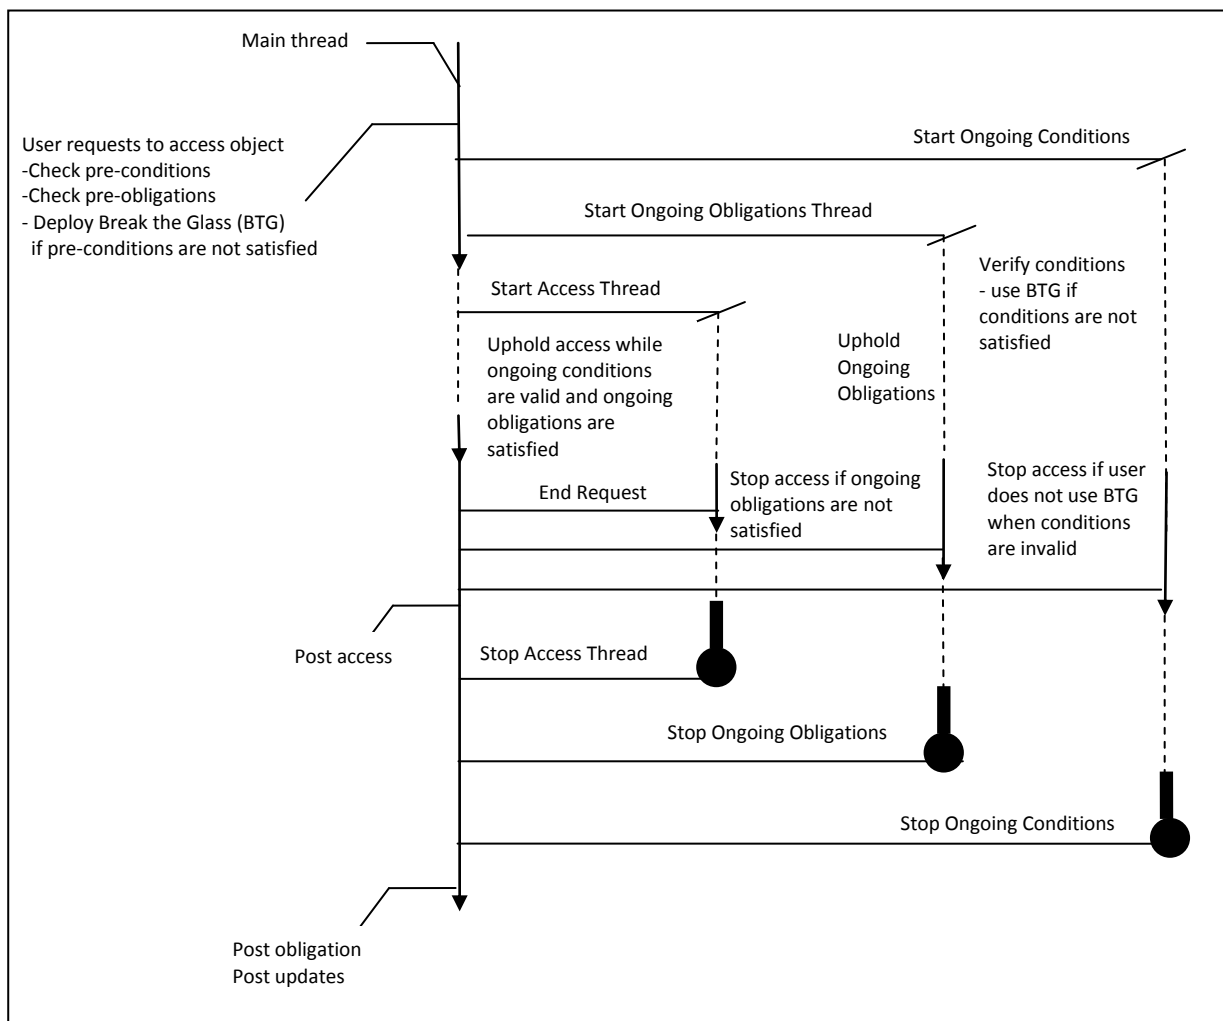 Main thread
User requests to access object
-Check pre-conditions
-Check pre-obligations
- Deploy Break the Glass (BTG)
if pre-conditions are not satisfied
Start Ongoing Conditions
Start Ongoing Obligations Thread
Verify conditions
- use BTG if
conditions are not
satisfied
Start Access Thread
Uphold access while
ongoing conditions
are valid and ongoing
obligations are
satisfied
Uphold
Ongoing
Obligations
End Request
Stop access if ongoing
obligations are not
satisfied
Stop access if user
does not use BTG
when conditions
are invalid
Post access
Stop Access Thread
Stop Ongoing Obligations
Stop Ongoing Conditions
Post obligation
Post updates